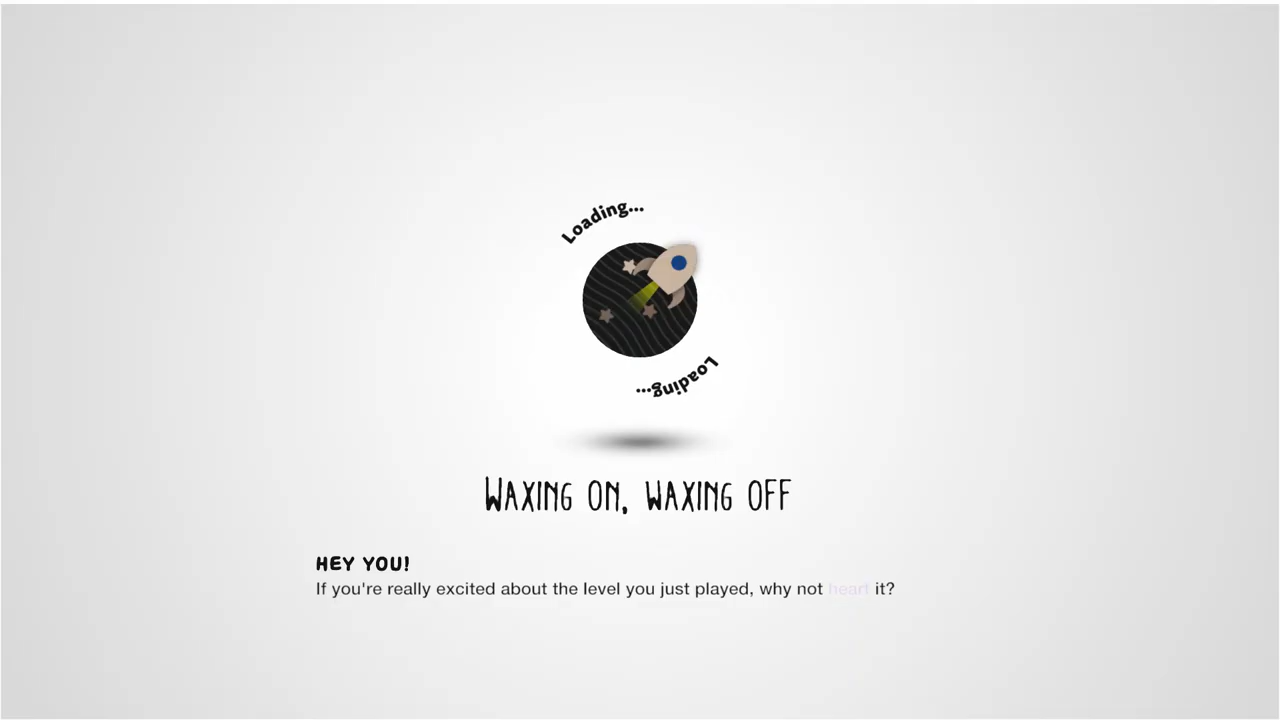 Loading...
Loading...
WAXING ON, WAXING OFF
HEY YOU!
If you're really excited about the level you just played, why not heart it?